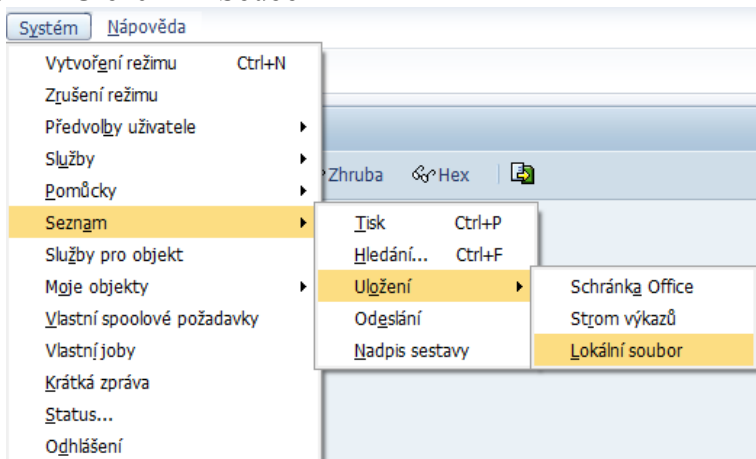 Systém Nápověda
Vytvoření režimu Ctrl+N
Zrušení režimu
Předvolby uživatele
Služby
Pomůcky
Seznam
Služby pro objekt
Moje objekty
Vlastní spoolové požadavky
Vlastní joby
Krátká zpráva
Status...
Odhlášení
Zhruba Hex
Tisk Ctrl+P
Hledání... Ctrl+F
Uložení
Odeslání
Nadpis sestavy
Schránka Office
Strom výkazů
Lokální soubor